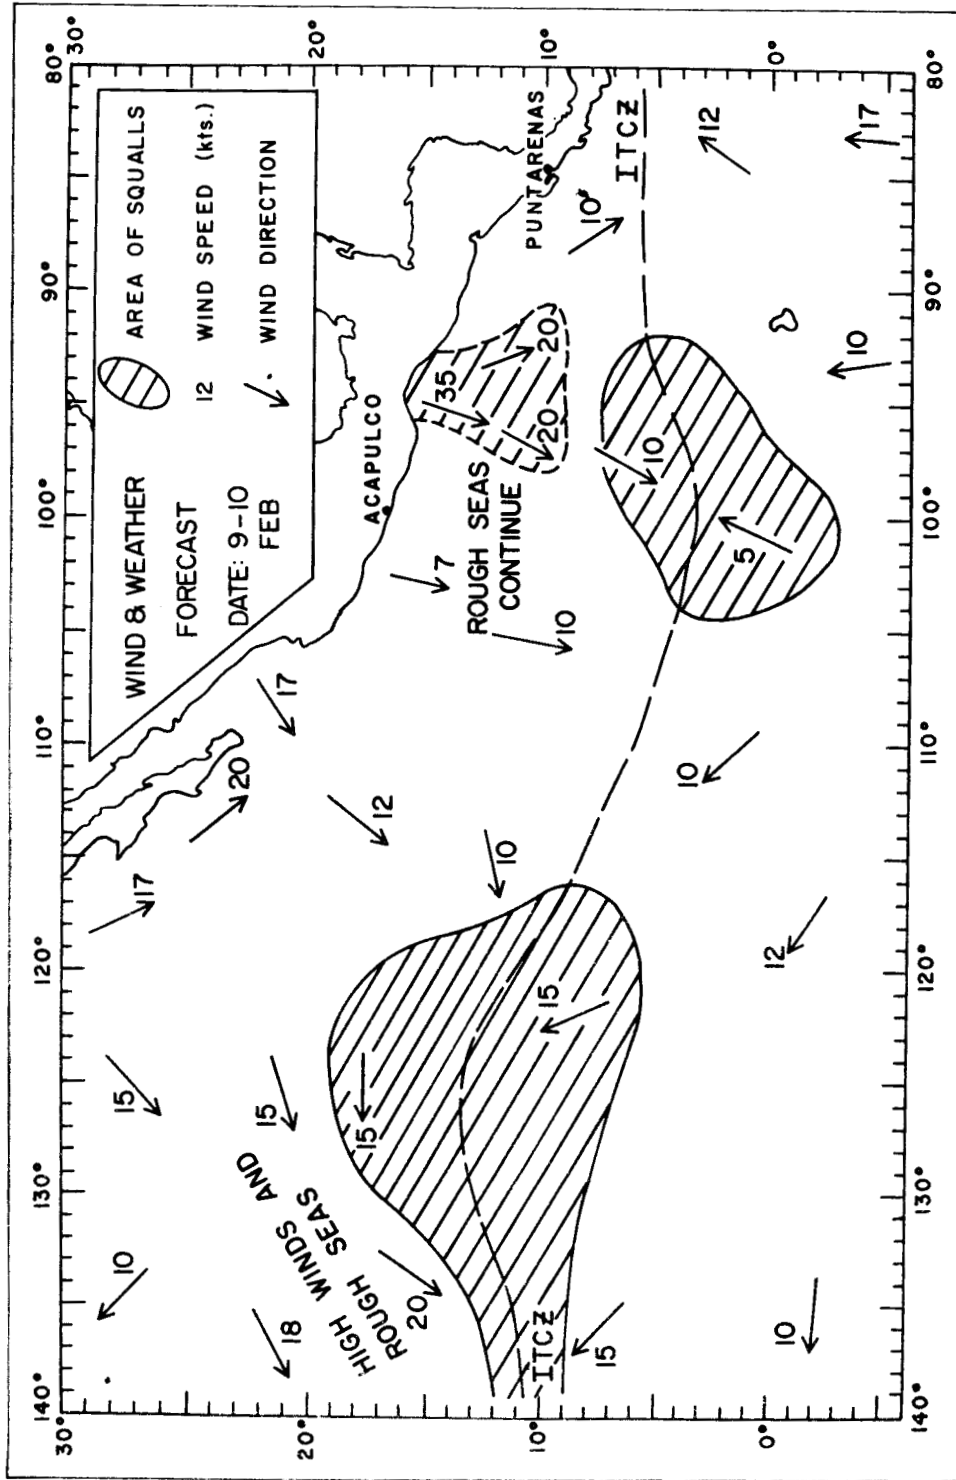 140° 130° 120° 110° 100° 90° 80°
30° 30°
WIND & WEATHER
FORECAST
DATE: 9-10
FEB
AREA OF SQUALLS
12 WIND SPEED (kts.)
WIND DIRECTION
10 15 17
20
18 15 17
20° 20°
HIGH WINDS AND
ROUGH SEAS
20 15 12
ACAPULCO
7 35
ROUGH SEAS
CONTINUE
10
20 20
PUNTARENAS
10° 10°
15 10 10
ITCZ
15
ITCZ
10
10 5 12
12
0° 0°
10 10 17
140° 130° 120° 110° 100° 90° 80°